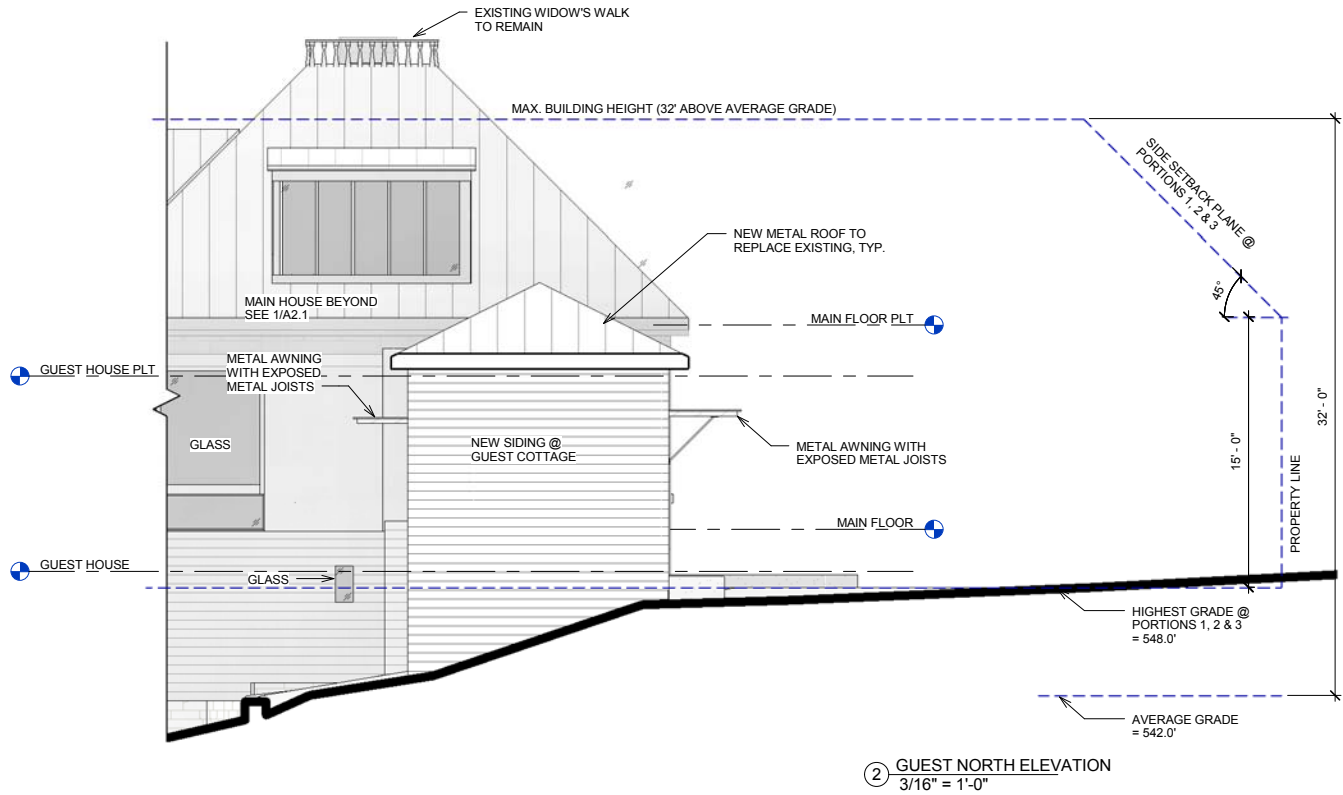 EXISTING WIDOW'S WALK
TO REMAIN
MAX. BUILDING HEIGHT (32' ABOVE AVERAGE GRADE)
SIDE SETBACK PLANE @
PORTIONS 1, 2 & 3
NEW METAL ROOF TO
REPLACE EXISTING, TYP.
45°
MAIN HOUSE BEYOND
SEE 1/A2.1
MAIN FLOOR PLT
METAL AWNING
WITH EXPOSED
METAL JOISTS
GUEST HOUSE PLT
32' - 0"
GLASS
NEW SIDING @
GUEST COTTAGE
METAL AWNING WITH
EXPOSED METAL JOISTS
15' - 0"
PROPERTY LINE
MAIN FLOOR
GUEST HOUSE
GLASS
HIGHEST GRADE @
PORTIONS 1, 2 & 3
= 548.0'
AVERAGE GRADE
= 542.0'
2 GUEST NORTH ELEVATION
3/16" = 1'-0"